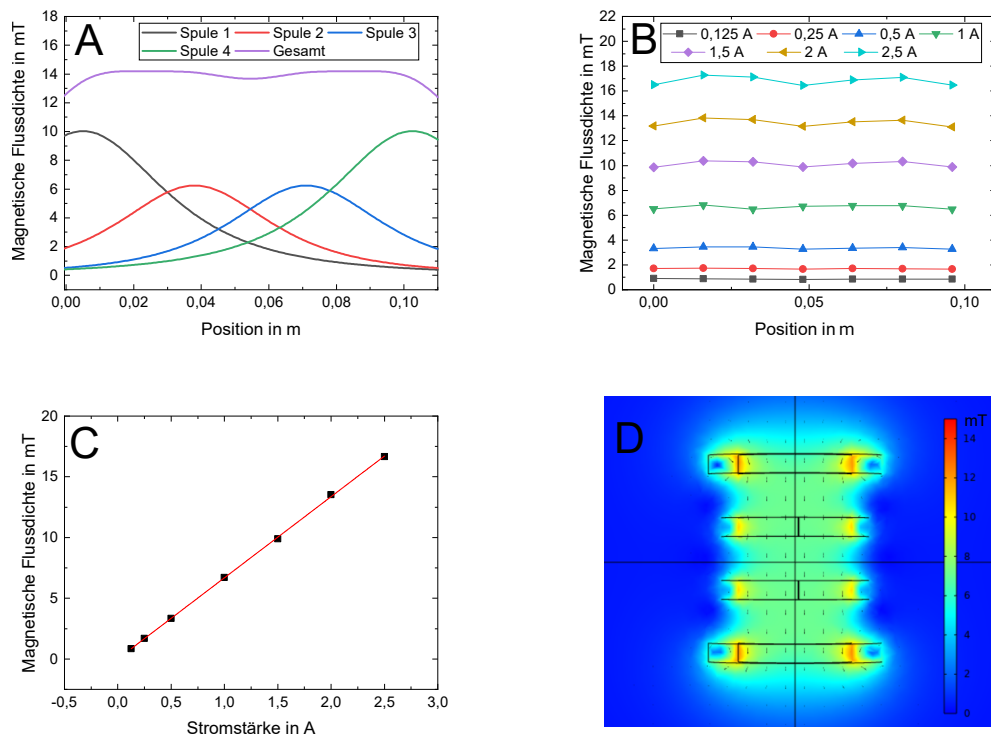 A
Spule 1 Spule 2 Spule 3
Spule 4 Gesamt
Magnetische Flussdichte in mT
18
16
14
12
10
8
6
4
2
0
0,00 0,02 0,04 0,06 0,08 0,10
Position in m
B
0,125 A 0,25 A 0,5 A 1 A
1,5 A 2 A 2,5 A
Magnetische Flussdichte in mT
22
20
18
16
14
12
10
8
6
4
2
0
0,00 0,05 0,10
Position in m
C
Magnetische Flussdichte in mT
20
15
10
5
0
-0,5 0,0 0,5 1,0 1,5 2,0 2,5 3,0
Stromstärke in A
D
mT
14
12
10
8
6
4
2
0